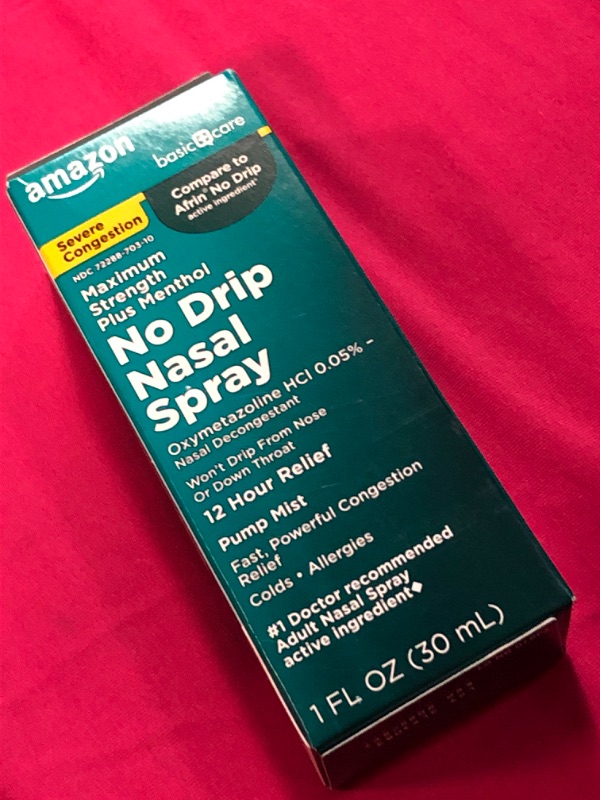 amazon
basic care
Compare to
Afrin® No Drip
active ingredient*
Severe
Congestion
NDC 72288-703-10
Maximum
Strength
Plus Menthol
No Drip
Nasal
Spray
Oxymetazoline HCl 0.05% –
Nasal Decongestant
Won't Drip From Nose
Or Down Throat
12 Hour Relief
Pump Mist
Fast, Powerful Congestion
Relief
Colds • Allergies
#1 Doctor recommended
Adult Nasal Spray
active ingredient◆
1 FL OZ (30 mL)